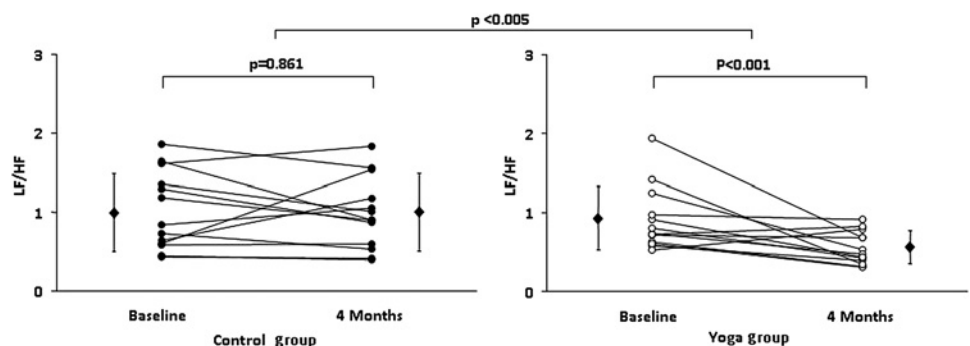 p <0.005
3
p=0.861
2
LF/HF
1
0
Baseline
4 Months
Control group
3
P<0.001
2
LF/HF
1
0
Baseline
4 Months
Yoga group